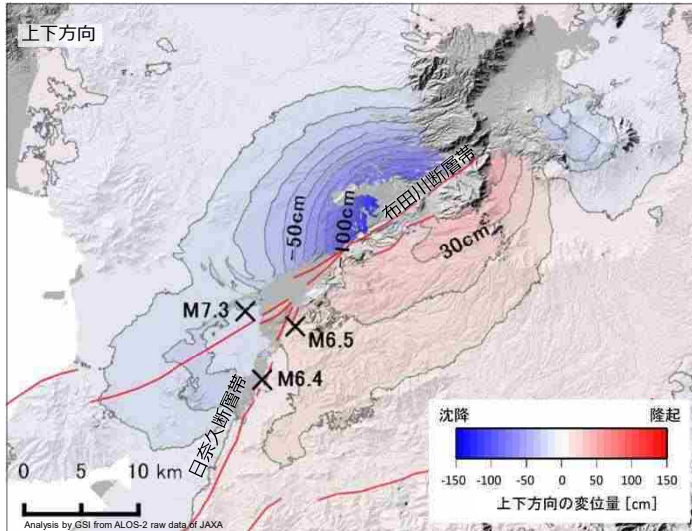 上下方向
布田川断層帯
-50cm
-100cm
30cm
M7.3
M6.5
M6.4
日奈久断層帯
0 5 10 km
沈降 隆起
-150 -100 -50 0 50 100 150
上下方向の変位量 [cm]
Analysis by GSI from ALOS-2 raw data of JAXA